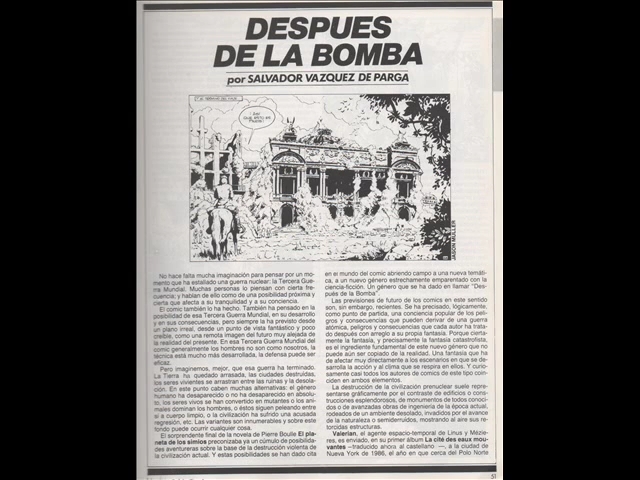 DESPUES
DE LA BOMBA
por SALVADOR VAZQUEZ DE PARGA
No hace falta mucha imaginación para pensar por un mo-
mento que ha estallado una guerra nuclear: la Tercera Gue-
rra Mundial. Muchas personas lo piensan con cierta fre-
cuencia; y hablan de ello como de una posibilidad próxima y
cierta que afecta a su tranquilidad y a su conciencia.
El comic también lo ha hecho. También ha pensado en la
posibilidad de esa Tercera Guerra Mundial, en su desarrollo
y en sus consecuencias, pero siempre la ha previsto desde
un plano irreal, desde un punto de vista fantástico y poco
creíble, como una remota imagen del futuro muy alejada de
la realidad del presente. En esa Tercera Guerra Mundial del
comic generalmente los hombres no son como nosotros, la
técnica está mucho más desarrollada, la defensa puede ser
eficaz.
Pero imaginemos, mejor, que esa guerra ha terminado.
La Tierra ha quedado arrasada, las ciudades destruidas,
los seres vivientes se arrastran entre las ruinas y la desola-
ción. En este punto caben muchas alternativas: el género
humano ha desaparecido o no ha desaparecido en absolu-
to, los seres vivos se han convertido en mutantes o los ani-
males dominan los hombres, o éstos siguen peleando entre
sí a cuerpo limpio, o la civilización ha sufrido una acusada
regresión, etc. Las variantes son innumerables y sobre este
fondo puede ocurrir cualquier cosa.
El sorprendente final de la novela de Pierre Boulle El pla-
neta de los simios preconizaba ya un cúmulo de posibilida-
des aventureras sobre la base de la destrucción violenta de
la civilización actual. Y estas posibilidades se han dado cita
en el mundo del comic abriendo campo a una nueva temáti-
ca, a un nuevo género estrechamente emparentado con la
ciencia-ficción. Un género que se ha dado en llamar "Des-
pués de la Bomba".
Las previsiones de futuro de los comics en este sentido
son, sin embargo, recientes. Se ha precisado, lógicamente,
como punto de partida, una conciencia popular de los peli-
gros y consecuencias que pueden derivar de una guerra
atómica, peligros y consecuencias que cada autor ha trata-
do después con arreglo a su propia fantasía. Porque cierta-
mente la fantasía, y precisamente la fantasía catastrofista,
es el ingrediente fundamental de este nuevo género que no
puede aún ser copiado de la realidad. Una fantasía que ha
de afectar muy directamente a los escenarios en que se de-
sarrolla la acción y al clima que se respira en ellos. Y curio-
samente casi todos los autores de comics de este tipo coin-
ciden en ambos elementos.
La destrucción de la civilización prenuclear suele repre-
sentarse gráficamente por el contraste de edificios o cons-
trucciones esplendorosos, de monumentos de todo conoci-
dos o de avanzadas obras de ingeniería de la época actual,
rodeados de un ambiente desolado, invadidos por el avance
de la naturaleza o semiderruidos, mostrando al aire sus re-
torcidas estructuras.
Valerian, el agente espacio-temporal de Linus y Mézie-
res, es enviado, en su primer álbum La cité des eaux mou-
vantes —traducido ahora al castellano —, a la ciudad de
Nueva York de 1986, el año en que cerca del Polo Norte
51